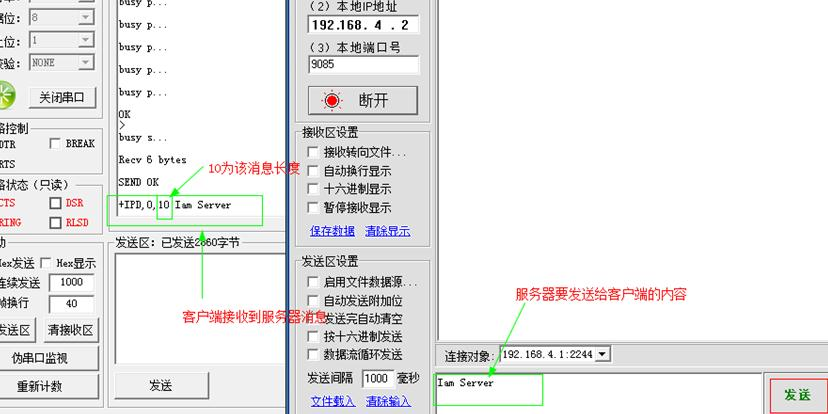 据位: 8
止位: 1
校验: NONE
关闭串口
DTR BREAK
RTS
状态（只读）
CTS DSR
RING RLSD
Hex发送 Hex显示
连续发送 1000
40
发送区 清接收区
伪串口监视
重新计数
busy p...
busy p...
busy p...
busy p...
busy p...
OK
>
busy s...
Recv 6 bytes
SEND OK
+IPD,0,10 Iam Server
10为该消息长度
发送区：已发送2860字节
客户端接收到服务器消息
发送
(2) 本地IP地址
192.168. 4 . 2
(3) 本地端口号
9085
断开
接收区设置
接收转向文件...
自动换行显示
十六进制显示
暂停接收显示
保存数据 清除显示
发送区设置
启用文件数据源...
自动发送附加位
发送完自动清空
按十六进制发送
数据流循环发送
发送间隔 1000 毫秒
文件载入 清除输入
服务器要发送给客户端的内容
连接对象: 192.168.4.1:2244
Iam Server
发送